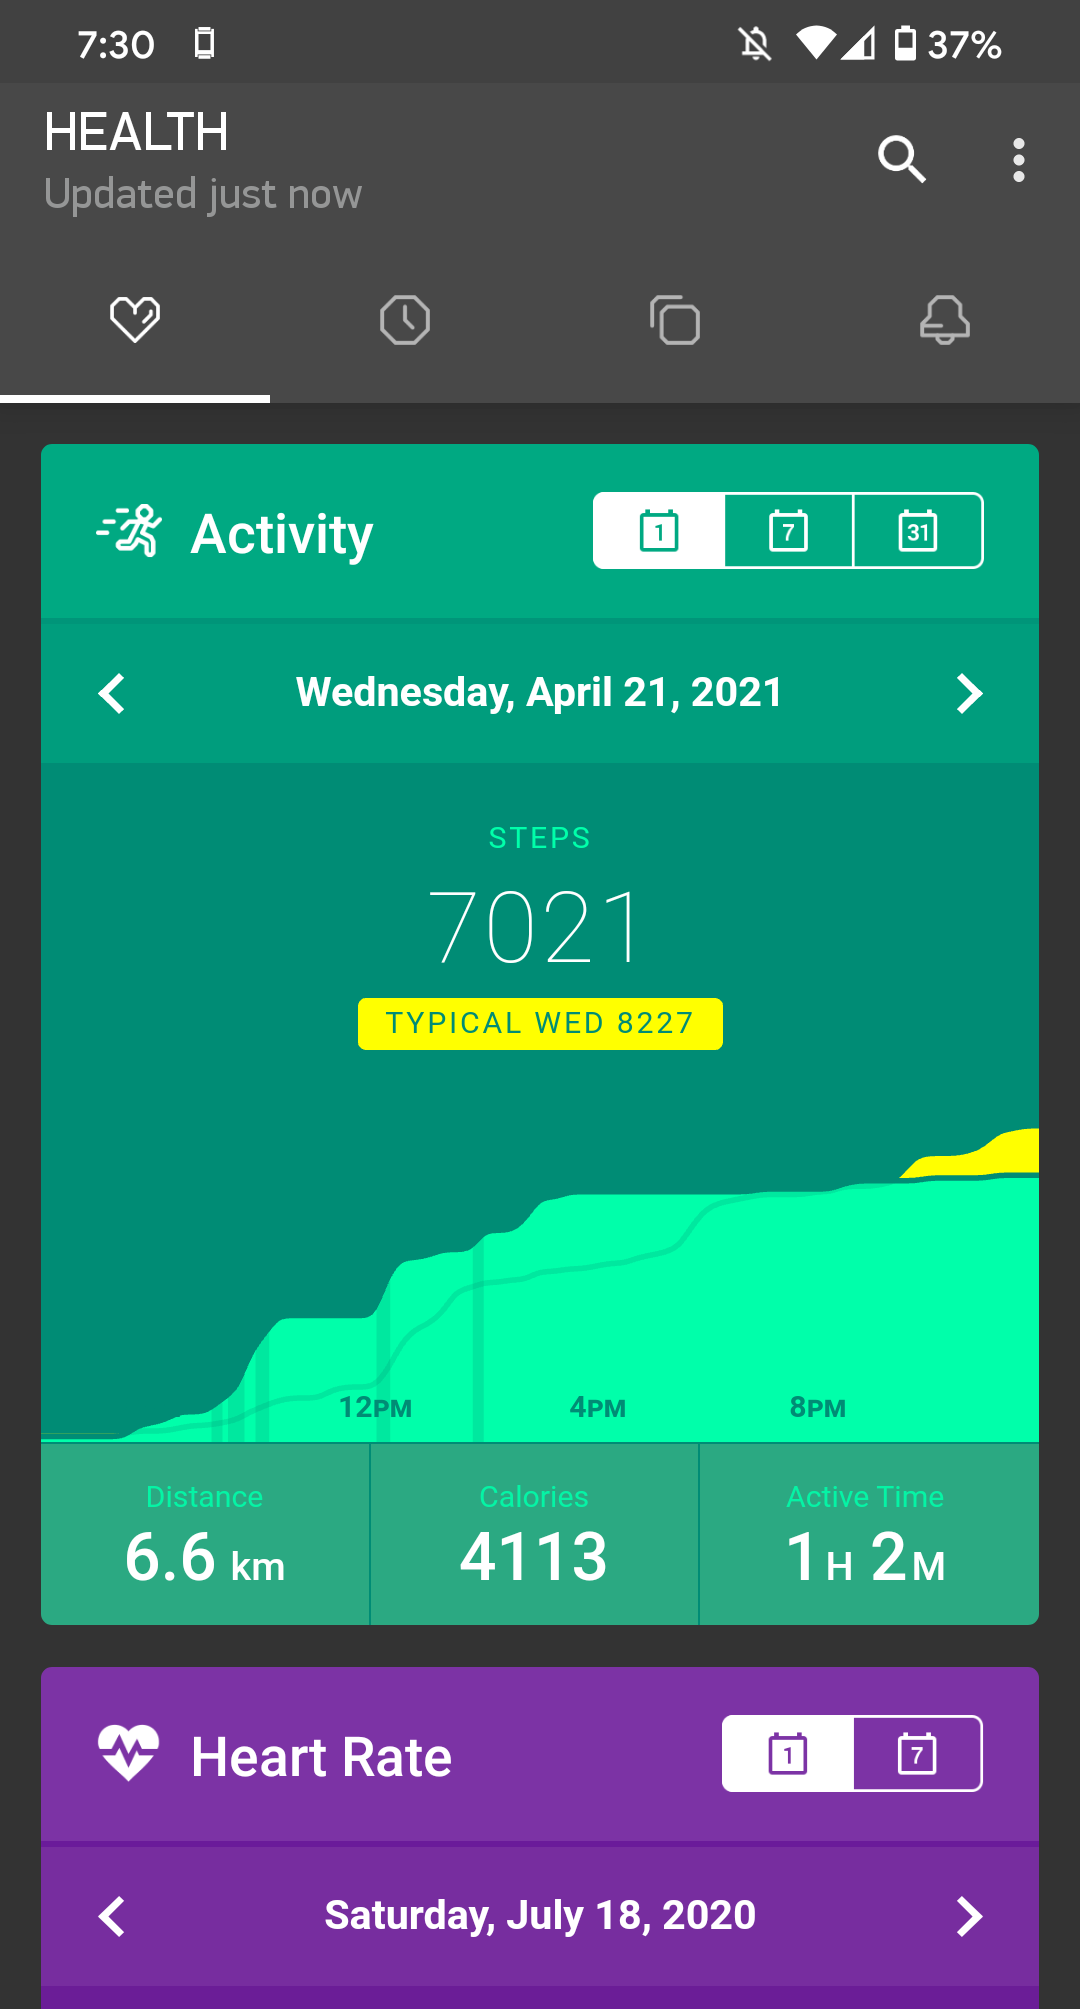 7:30 37%
HEALTH
Updated just now
Activity 1 7 31
Wednesday, April 21, 2021
STEPS
7021
TYPICAL WED 8227
12PM 4PM 8PM
Distance Calories Active Time
6.6 km 4113 1H 2M
Heart Rate 1 7
Saturday, July 18, 2020